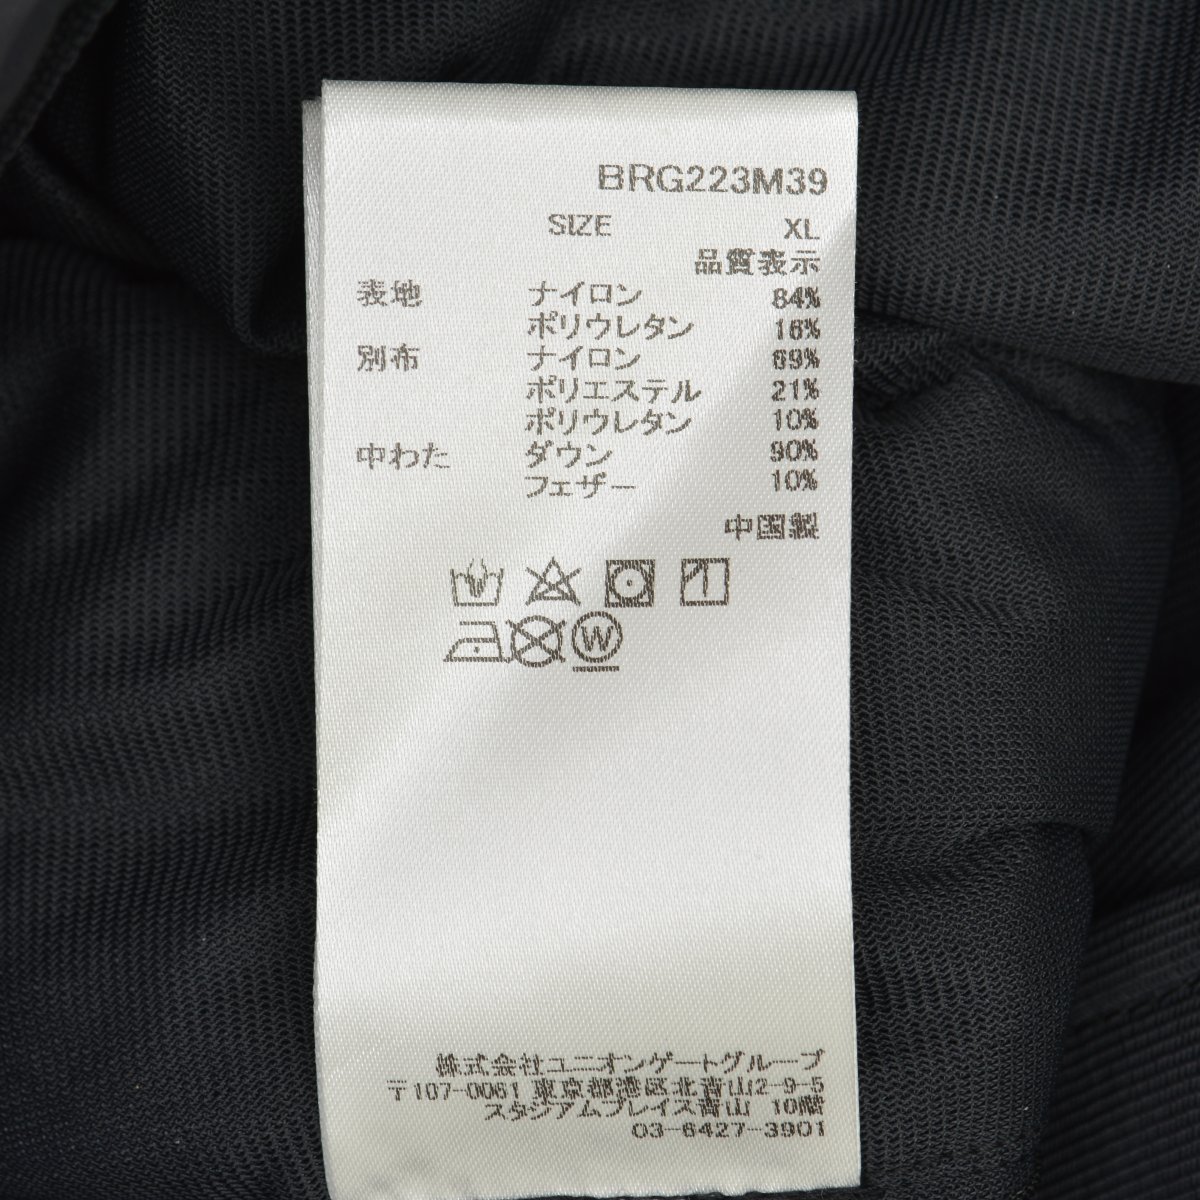 BRG223M39
SIZE XL
品質表示
表地 ナイロン 84%
ポリウレタン 16%
別布 ナイロン 69%
ポリエステル 21%
ポリウレタン 10%
中わた ダウン 90%
フェザー 10%
中国製
W
株式会社ユニオンゲートグループ
〒107-0061 東京都港区北青山2-9-5
スタジアムプレイス青山 10階
03-6427-3901